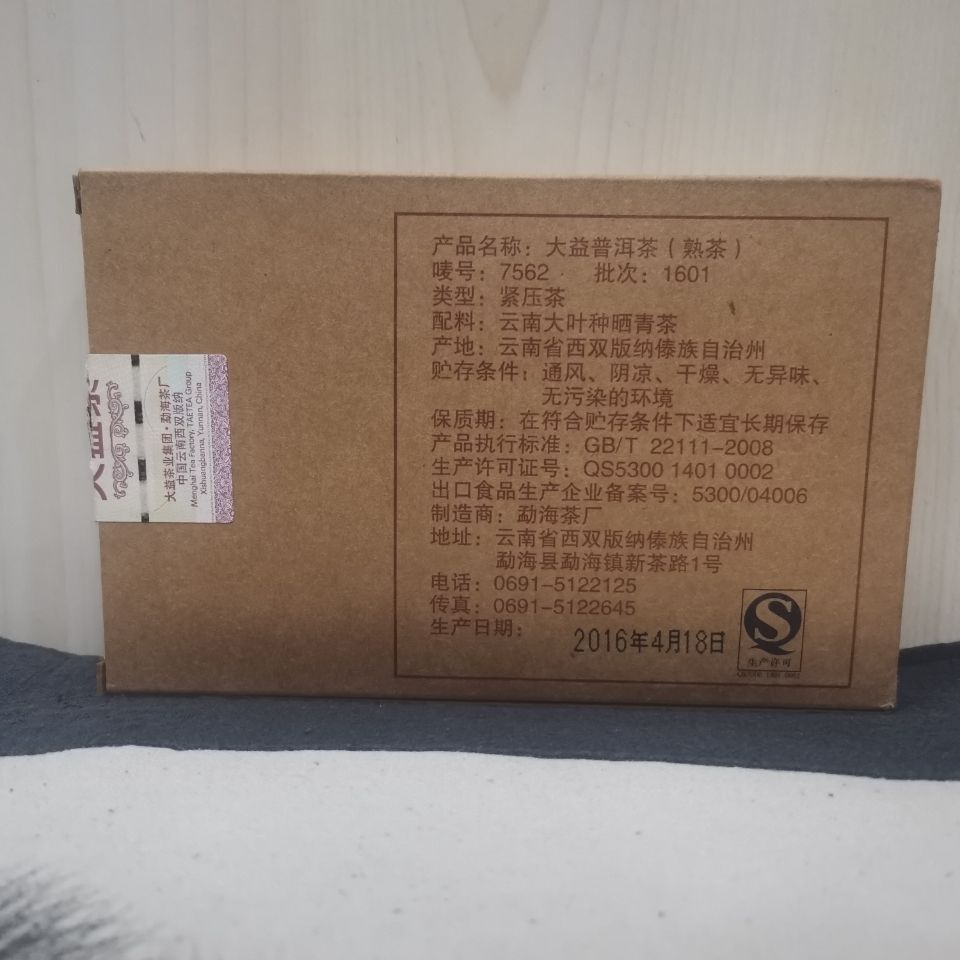 产品名称：大益普洱茶（熟茶）
唛号：7562 批次：1601
类型：紧压茶
配料：云南大叶种晒青茶
产地：云南省西双版纳傣族自治州
贮存条件：通风、阴凉、干燥、无异味、
无污染的环境
保质期：在符合贮存条件下适宜长期保存
产品执行标准：GB/T 22111-2008
生产许可证号：QS5300 1401 0002
出口食品生产企业备案号：5300/04006
制造商：勐海茶厂
地址：云南省西双版纳傣族自治州
勐海县勐海镇新茶路1号
电话：0691-5122125
传真：0691-5122645
生产日期：2016年4月18日
生产许可
大益茶
大益茶业集团·勐海茶厂
中国云南西双版纳
Menghai Tea Factory, TAETEA Group
Xishuangbanna, Yunnan, China